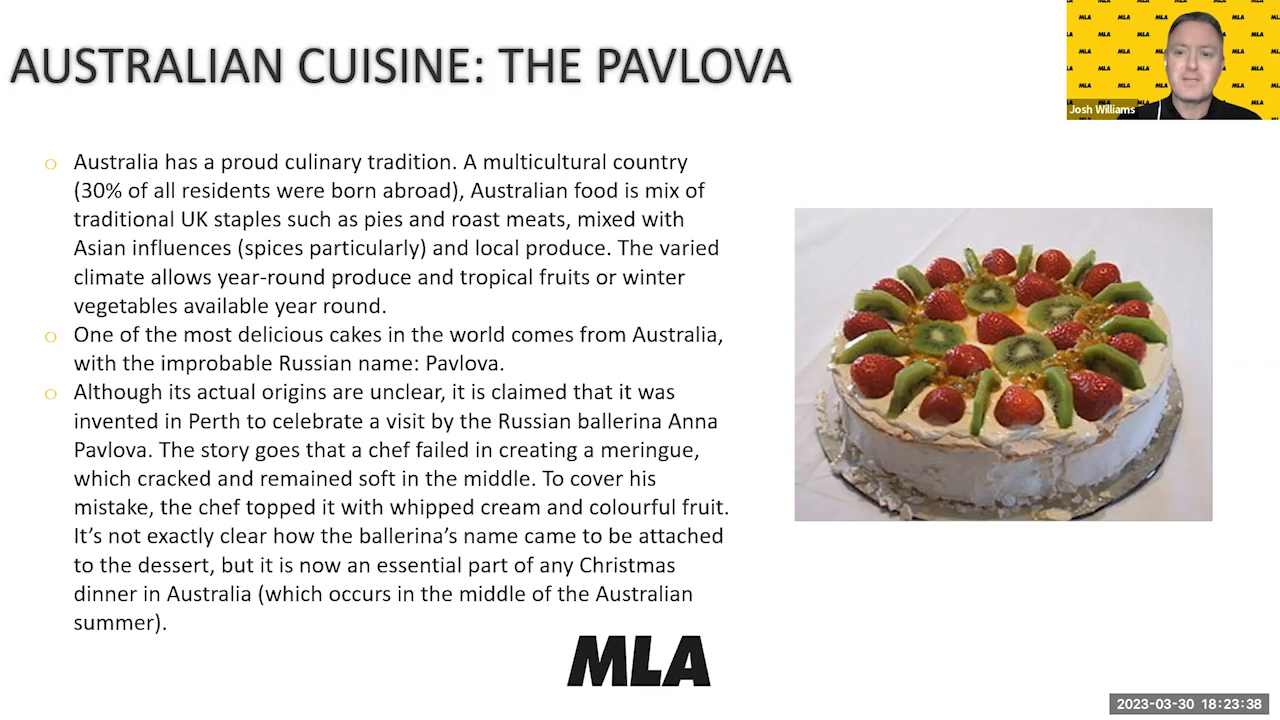 AUSTRALIAN CUISINE: THE PAVLOVA
MLA MLA MLA MLA
Josh Williams
o Australia has a proud culinary tradition. A multicultural country
(30% of all residents were born abroad), Australian food is mix of
traditional UK staples such as pies and roast meats, mixed with
Asian influences (spices particularly) and local produce. The varied
climate allows year-round produce and tropical fruits or winter
vegetables available year round.
o One of the most delicious cakes in the world comes from Australia,
with the improbable Russian name: Pavlova.
o Although its actual origins are unclear, it is claimed that it was
invented in Perth to celebrate a visit by the Russian ballerina Anna
Pavlova. The story goes that a chef failed in creating a meringue,
which cracked and remained soft in the middle. To cover his
mistake, the chef topped it with whipped cream and colourful fruit.
It’s not exactly clear how the ballerina’s name came to be attached
to the dessert, but it is now an essential part of any Christmas
dinner in Australia (which occurs in the middle of the Australian
summer).
MLA
2023-03-30 18:23:38